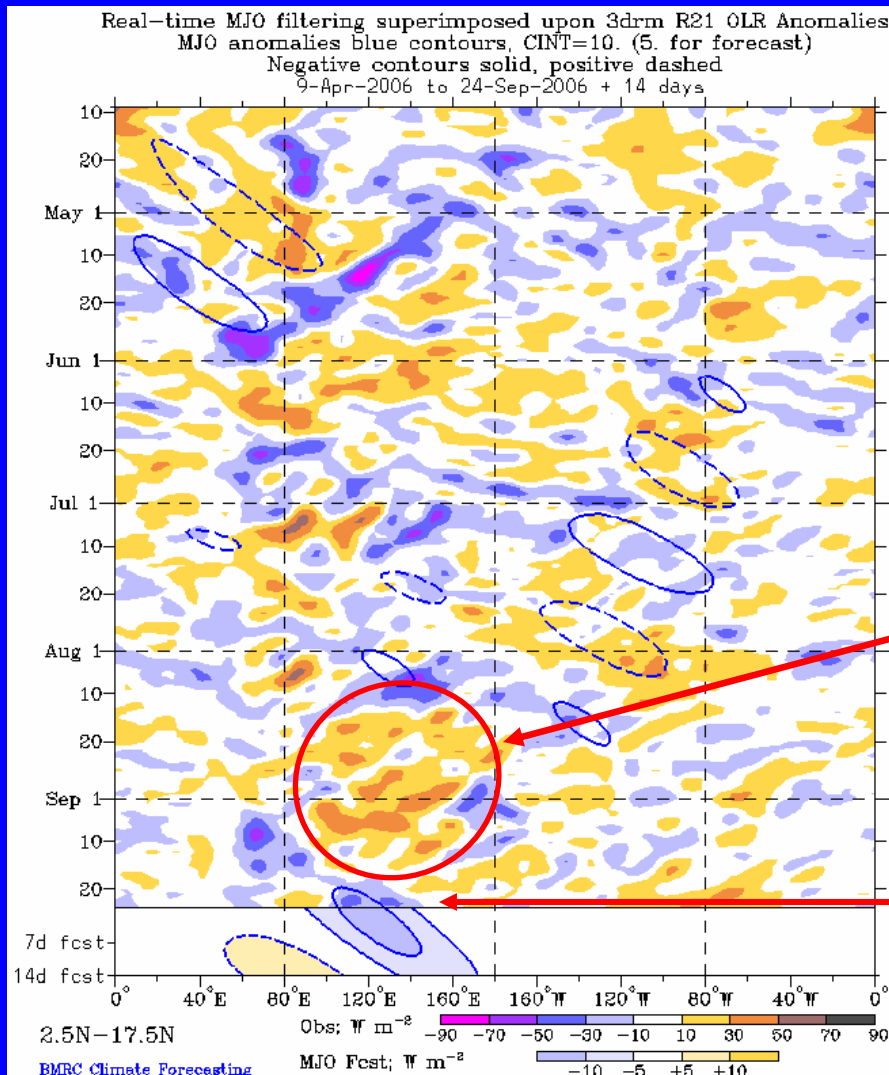 Real-time MJO filtering superimposed upon 3drm R21 OLR Anomalies
MJO anomalies blue contours, CINT=10. (5. for forecast)
Negative contours solid, positive dashed
9-Apr-2006 to 24-Sep-2006 + 14 days
10
20
May 1
10
20
Jun 1
10
20
Jul 1
10
20
Aug 1
10
20
Sep 1
10
20
7d fcst
14d fcst
0° 40°E 80°E 120°E 160°E 160°W 120°W 80°W 40°W 0°
2.5N-17.5N
Obs; W m⁻²
-90 -70 -50 -30 -10 10 30 50 70 90
BMRC Climate Forecasting
MJO Fcst; W m⁻²
-10 -5 +5 +10